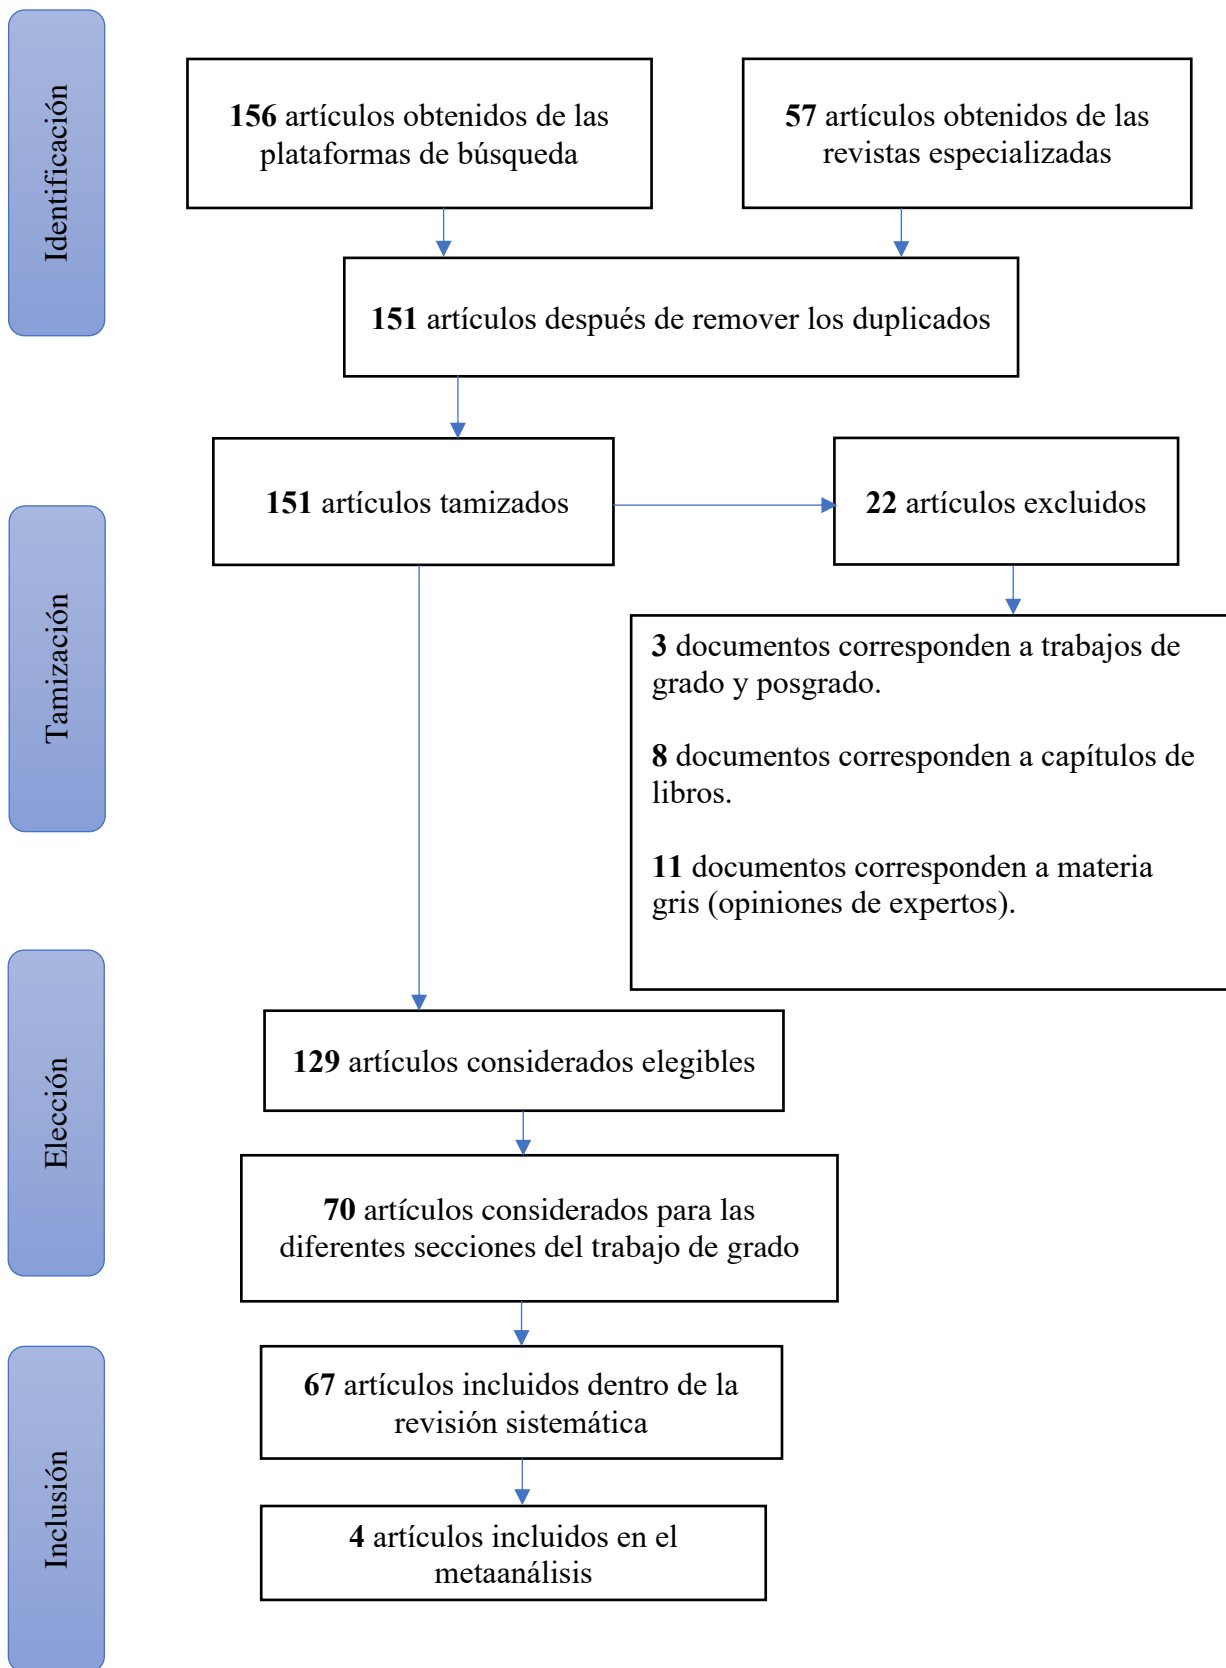 Identificación
156 artículos obtenidos de las
plataformas de búsqueda
57 artículos obtenidos de las
revistas especializadas
151 artículos después de remover los duplicados
Tamización
151 artículos tamizados
22 artículos excluidos
3 documentos corresponden a trabajos de
grado y posgrado.
8 documentos corresponden a capítulos de
libros.
11 documentos corresponden a materia
gris (opiniones de expertos).
Elección
129 artículos considerados elegibles
70 artículos considerados para las
diferentes secciones del trabajo de grado
Inclusión
67 artículos incluidos dentro de la
revisión sistemática
4 artículos incluidos en el
metaanálisis